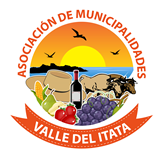 ASOCIACIÓN DE MUNICIPALIDADES
VALLE DEL ITATA